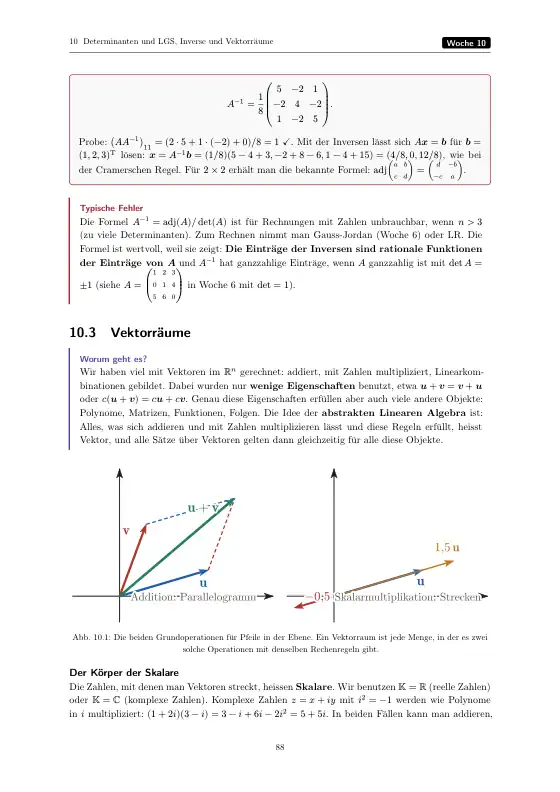 10 Determinanten und LGS, Inverse und Vektorräume
Woche 10
A⁻¹ = 1/8 (5 −2 1; −2 4 −2; 1 −2 5).
Probe: (AA⁻¹)₁₁ = (2 · 5 + 1 · (−2) + 0)/8 = 1 ✓. Mit der Inversen lässt sich Ax = b für b =
(1, 2, 3)ᵀ lösen: x = A⁻¹b = (1/8)(5 − 4 + 3, −2 + 8 − 6, 1 − 4 + 15) = (4/8, 0, 12/8), wie bei
der Cramerschen Regel. Für 2 × 2 erhält man die bekannte Formel: adj(a b; c d) = (d −b; −c a).
Typische Fehler
Die Formel A⁻¹ = adj(A)/ det(A) ist für Rechnungen mit Zahlen unbrauchbar, wenn n > 3
(zu viele Determinanten). Zum Rechnen nimmt man Gauss-Jordan (Woche 6) oder LR. Die
Formel ist wertvoll, weil sie zeigt: Die Einträge der Inversen sind rationale Funktionen
der Einträge von A und A⁻¹ hat ganzzahlige Einträge, wenn A ganzzahlig ist mit det A =
±1 (siehe A = (1 2 3; 0 1 4; 5 6 0) in Woche 6 mit det = 1).
10.3 Vektorräume
Worum geht es?
Wir haben viel mit Vektoren im ℝⁿ gerechnet: addiert, mit Zahlen multipliziert, Linearkom-
binationen gebildet. Dabei wurden nur wenige Eigenschaften benutzt, etwa u + v = v + u
oder c(u + v) = cu + cv. Genau diese Eigenschaften erfüllen aber auch viele andere Objekte:
Polynome, Matrizen, Funktionen, Folgen. Die Idee der abstrakten Linearen Algebra ist:
Alles, was sich addieren und mit Zahlen multiplizieren lässt und diese Regeln erfüllt, heisst
Vektor, und alle Sätze über Vektoren gelten dann gleichzeitig für alle diese Objekte.
u + v
v
u
Addition: Parallelogramm
1,5 u
u
−0,5 Skalarmultiplikation: Strecken
Abb. 10.1: Die beiden Grundoperationen für Pfeile in der Ebene. Ein Vektorraum ist jede Menge, in der es zwei
solche Operationen mit denselben Rechenregeln gibt.
Der Körper der Skalare
Die Zahlen, mit denen man Vektoren streckt, heissen Skalare. Wir benutzen 𝕂 = ℝ (reelle Zahlen)
oder 𝕂 = ℂ (komplexe Zahlen). Komplexe Zahlen z = x + iy mit i² = −1 werden wie Polynome
in i multipliziert: (1 + 2i)(3 − i) = 3 − i + 6i − 2i² = 5 + 5i. In beiden Fällen kann man addieren,
88